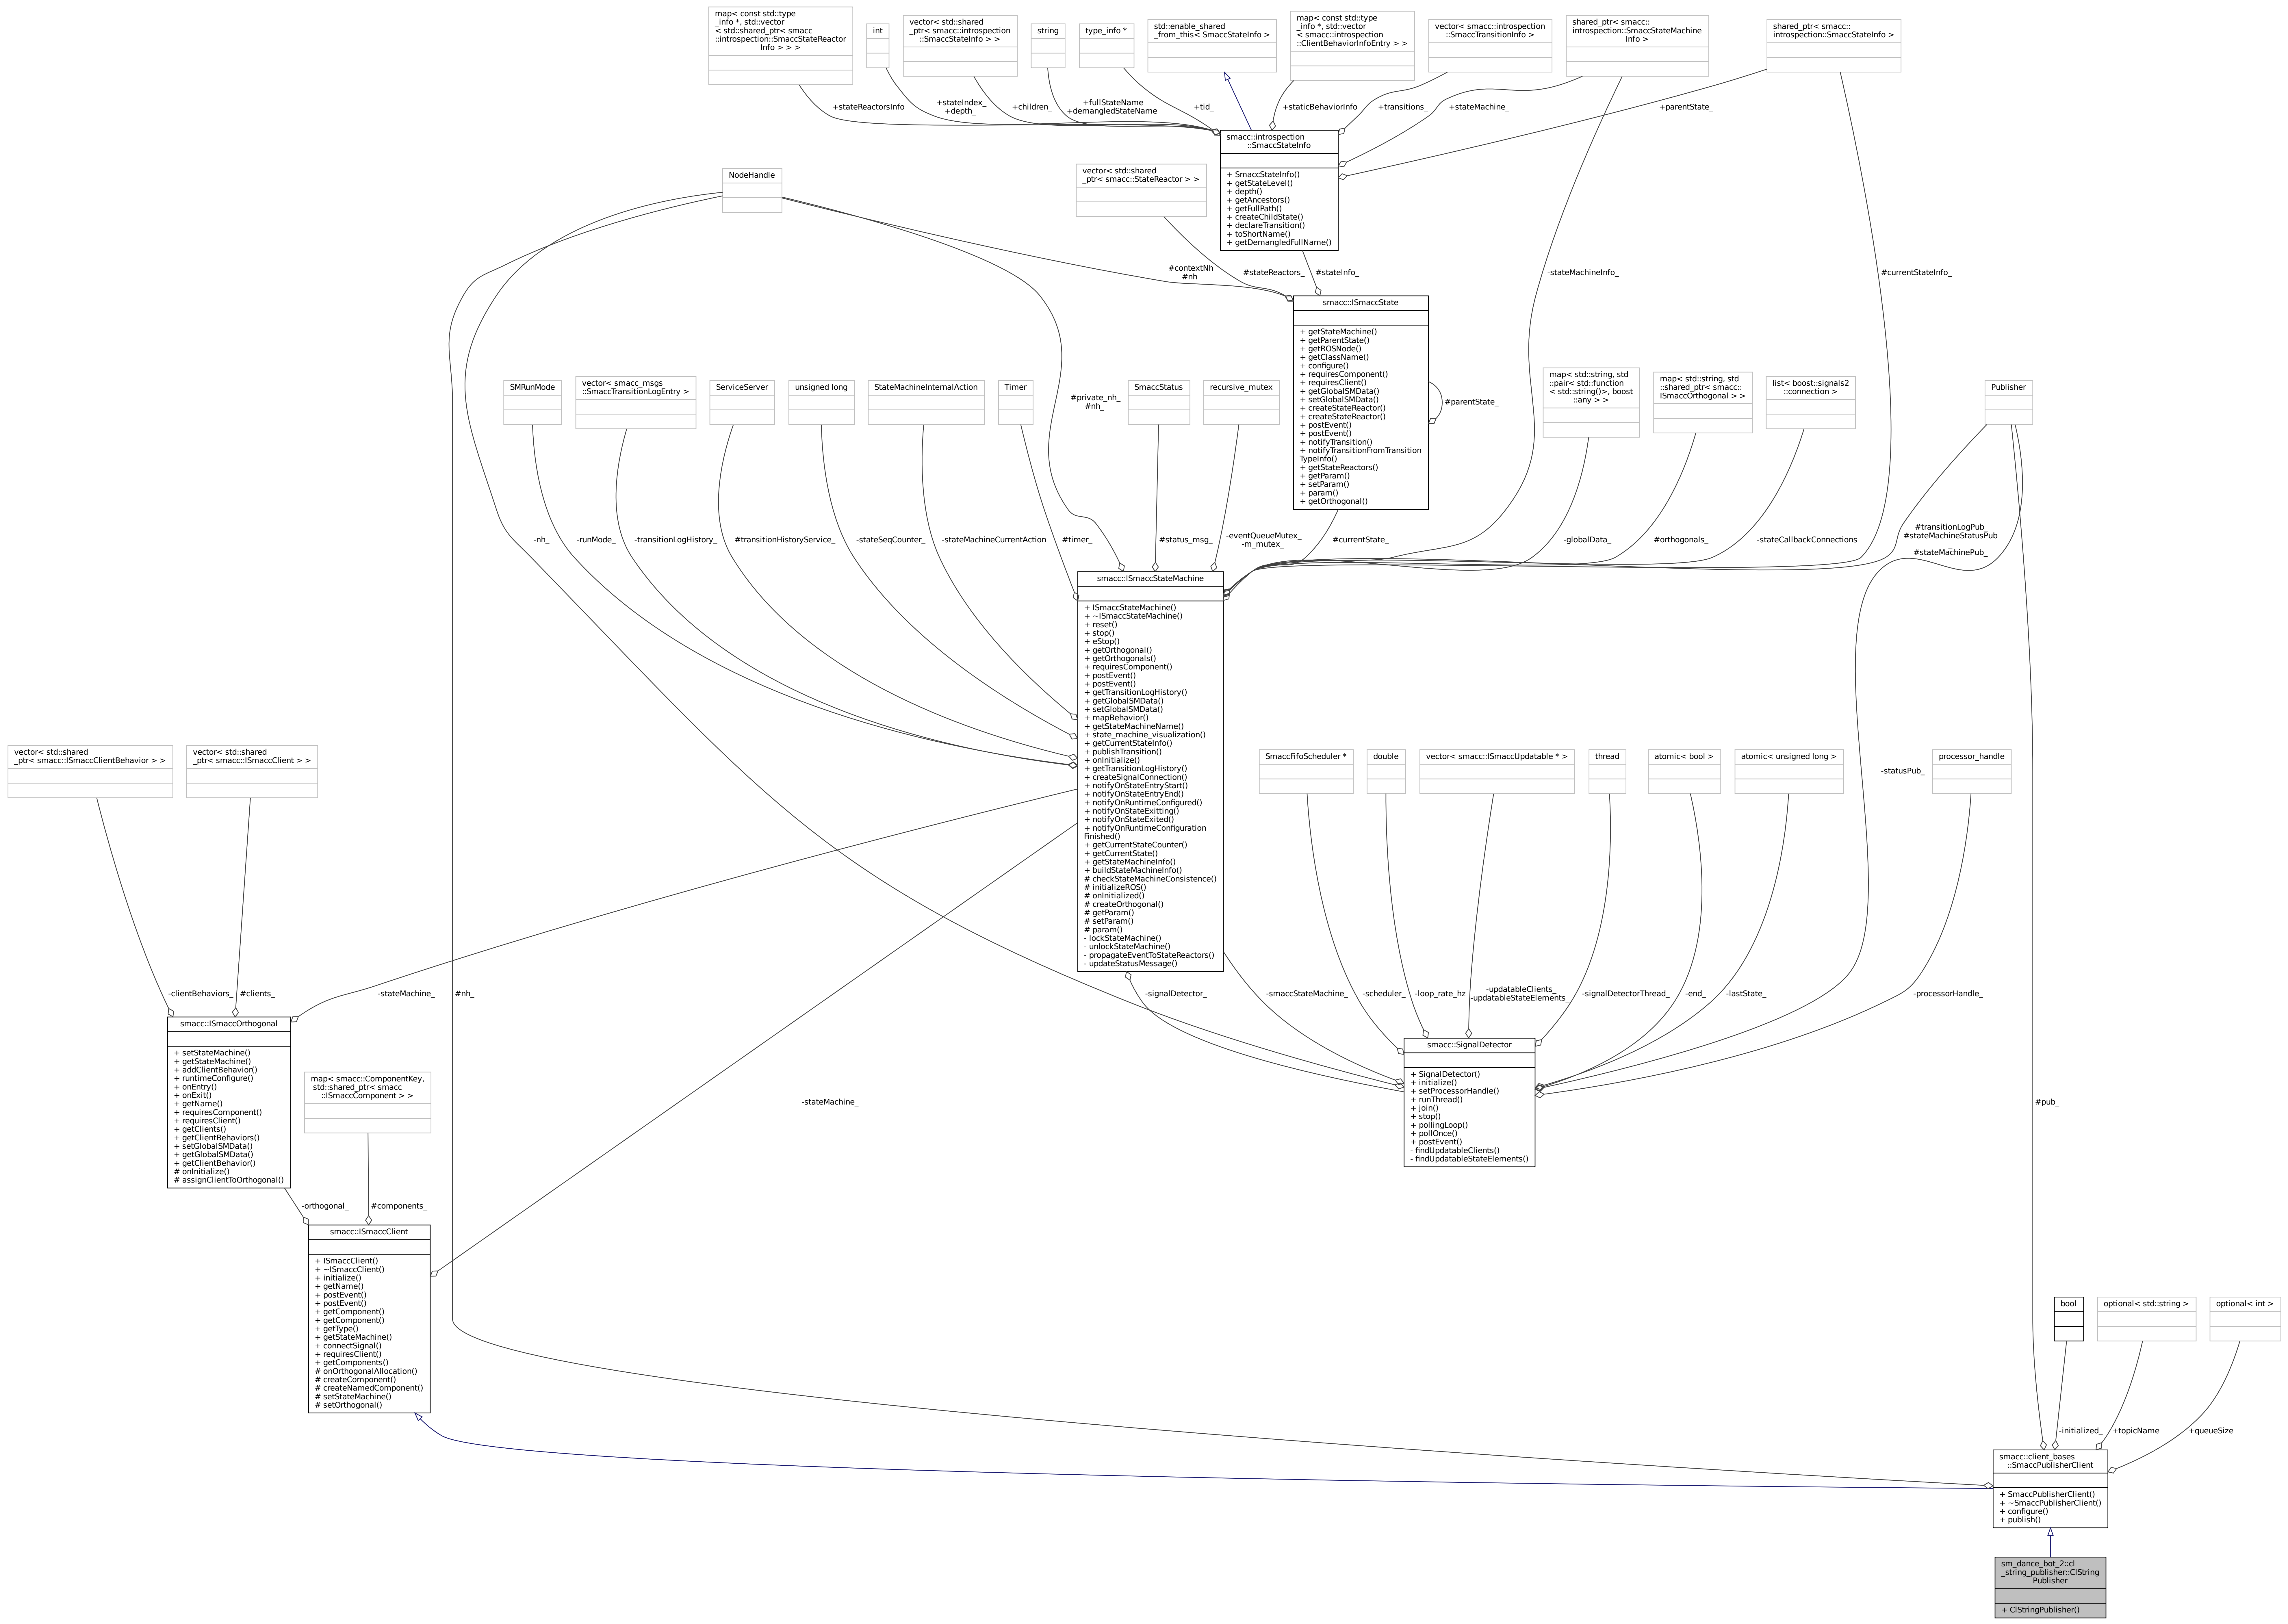 map< const std::type
_info *, std::vector
< std::shared_ptr< smacc
::introspection::SmaccStateReactor
Info > > >
int
vector< std::shared
_ptr< smacc::introspection
::SmaccStateInfo > >
string
type_info *
std::enable_shared
_from_this< SmaccStateInfo >
map< const std::type
_info *, std::vector
< smacc::introspection
::ClientBehaviorInfoEntry > >
vector< smacc::introspection
::SmaccTransitionInfo >
shared_ptr< smacc::
introspection::SmaccStateMachine
Info >
shared_ptr< smacc::
introspection::SmaccStateInfo >
+stateReactorsInfo
+stateIndex_
+depth_
+children_
+fullStateName
+demangledStateName
+tid_
+staticBehaviorInfo
+transitions_
+stateMachine_
+parentState_
smacc::introspection
::SmaccStateInfo
+ SmaccStateInfo()
+ getStateLevel()
+ depth()
+ getAncestors()
+ getFullPath()
+ createChildState()
+ declareTransition()
+ toShortName()
+ getDemangledFullName()
NodeHandle
vector< std::shared
_ptr< smacc::StateReactor > >
#contextNh
#nh
#stateReactors_
#stateInfo_
-stateMachineInfo_
#currentStateInfo_
smacc::ISmaccState
+ getStateMachine()
+ getParentState()
+ getROSNode()
+ getClassName()
+ configure()
+ requiresComponent()
+ requiresClient()
+ getGlobalSMData()
+ setGlobalSMData()
+ createStateReactor()
+ createStateReactor()
+ postEvent()
+ postEvent()
+ notifyTransition()
+ notifyTransitionFromTransition
TypeInfo()
+ getStateReactors()
+ getParam()
+ setParam()
+ param()
+ getOrthogonal()
#parentState_
SMRunMode
vector< smacc_msgs
::SmaccTransitionLogEntry >
ServiceServer
unsigned long
StateMachineInternalAction
Timer
#private_nh_
#nh_
SmaccStatus
recursive_mutex
map< std::string, std
::pair< std::function
< std::string()>, boost
::any > >
map< std::string, std
::shared_ptr< smacc::
ISmaccOrthogonal > >
list< boost::signals2
::connection >
Publisher
-nh_
-runMode_
-transitionLogHistory_
#transitionHistoryService_
-stateSeqCounter_
-stateMachineCurrentAction
#timer_
#status_msg_
-eventQueueMutex_
-m_mutex_
#currentState_
-globalData_
#orthogonals_
-stateCallbackConnections
#transitionLogPub_
#stateMachineStatusPub
_
#stateMachinePub_
smacc::ISmaccStateMachine
+ ISmaccStateMachine()
+ ~ISmaccStateMachine()
+ reset()
+ stop()
+ eStop()
+ getOrthogonal()
+ getOrthogonals()
+ requiresComponent()
+ postEvent()
+ postEvent()
+ getTransitionLogHistory()
+ getGlobalSMData()
+ setGlobalSMData()
+ mapBehavior()
+ getStateMachineName()
+ state_machine_visualization()
+ getCurrentStateInfo()
+ publishTransition()
+ onInitialize()
+ getTransitionLogHistory()
+ createSignalConnection()
+ notifyOnStateEntryStart()
+ notifyOnStateEntryEnd()
+ notifyOnRuntimeConfigured()
+ notifyOnStateExitting()
+ notifyOnStateExited()
+ notifyOnRuntimeConfiguration
Finished()
+ getCurrentStateCounter()
+ getCurrentState()
+ getStateMachineInfo()
+ buildStateMachineInfo()
# checkStateMachineConsistence()
# initializeROS()
# onInitialized()
# createOrthogonal()
# getParam()
# setParam()
# param()
- lockStateMachine()
- unlockStateMachine()
- propagateEventToStateReactors()
- updateStatusMessage()
vector< std::shared
_ptr< smacc::ISmaccClientBehavior > >
vector< std::shared
_ptr< smacc::ISmaccClient > >
SmaccFifoScheduler *
double
vector< smacc::ISmaccUpdatable * >
thread
atomic< bool >
atomic< unsigned long >
processor_handle
-statusPub_
-clientBehaviors_
#clients_
-stateMachine_
#nh_
-signalDetector_
-smaccStateMachine_
-scheduler_
-loop_rate_hz
-updatableClients_
-updatableStateElements_
-signalDetectorThread_
-end_
-lastState_
-processorHandle_
smacc::ISmaccOrthogonal
+ setStateMachine()
+ getStateMachine()
+ addClientBehavior()
+ runtimeConfigure()
+ onEntry()
+ onExit()
+ getName()
+ requiresComponent()
+ requiresClient()
+ getClients()
+ getClientBehaviors()
+ setGlobalSMData()
+ getGlobalSMData()
+ getClientBehavior()
# onInitialize()
# assignClientToOrthogonal()
map< smacc::ComponentKey,
std::shared_ptr< smacc
::ISmaccComponent > >
-stateMachine_
smacc::SignalDetector
+ SignalDetector()
+ initialize()
+ setProcessorHandle()
+ runThread()
+ join()
+ stop()
+ pollingLoop()
+ pollOnce()
+ postEvent()
- findUpdatableClients()
- findUpdatableStateElements()
#pub_
-orthogonal_
#components_
smacc::ISmaccClient
+ ISmaccClient()
+ ~ISmaccClient()
+ initialize()
+ getName()
+ postEvent()
+ postEvent()
+ getComponent()
+ getComponent()
+ getType()
+ getStateMachine()
+ connectSignal()
+ requiresClient()
+ getComponents()
# onOrthogonalAllocation()
# createComponent()
# createNamedComponent()
# setStateMachine()
# setOrthogonal()
bool
optional< std::string >
optional< int >
-initialized_
+topicName
+queueSize
smacc::client_bases
::SmaccPublisherClient
+ SmaccPublisherClient()
+ ~SmaccPublisherClient()
+ configure()
+ publish()
sm_dance_bot_2::cl
_string_publisher::ClString
Publisher
+ ClStringPublisher()